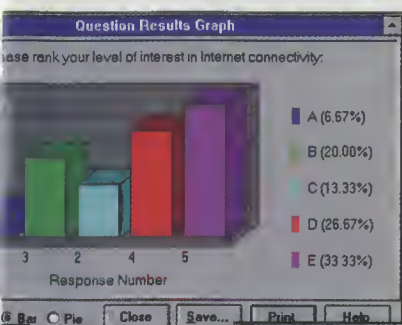 Question Results Graph
ease rank your level of interest in Internet connectivity:
A (6.67%)
B (20.00%)
C (13.33%)
D (26.67%)
E (33.33%)
3 2 4 5
Response Number
Bar Pie Close Save... Print Help